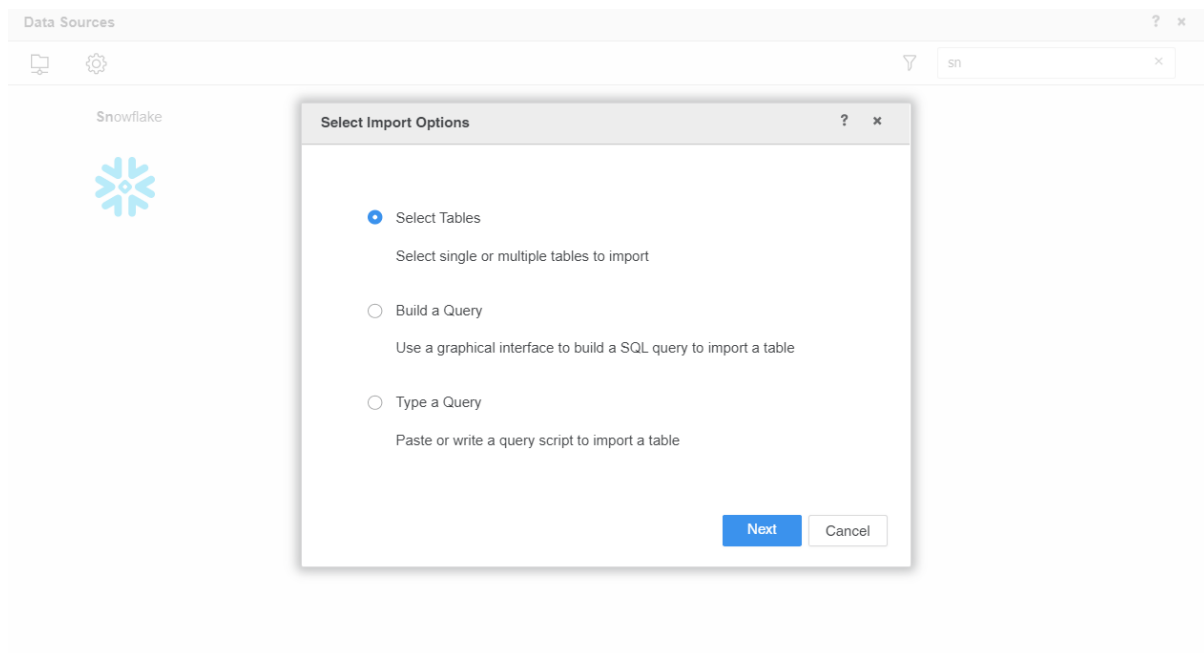 Data Sources
? ×
sn ×
Snowflake
Select Import Options
? ×
Select Tables
Select single or multiple tables to import
Build a Query
Use a graphical interface to build a SQL query to import a table
Type a Query
Paste or write a query script to import a table
Next Cancel